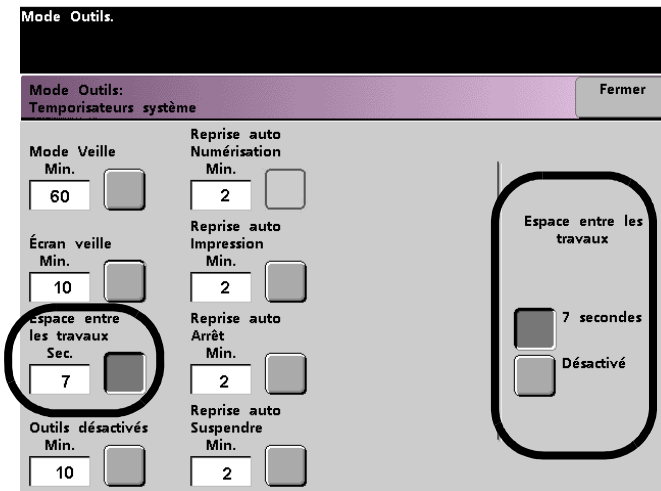 Mode Outils.
Mode Outils:
Temporisateurs système
Fermer
Mode Veille
Min.
60
Écran veille
Min.
10
Espace entre
les travaux
Sec.
7
Outils désactivés
Min.
10
Reprise auto
Numérisation
Min.
2
Reprise auto
Impression
Min.
2
Reprise auto
Arrêt
Min.
2
Reprise auto
Suspendre
Min.
2
Espace entre les
travaux
7 secondes
Désactivé